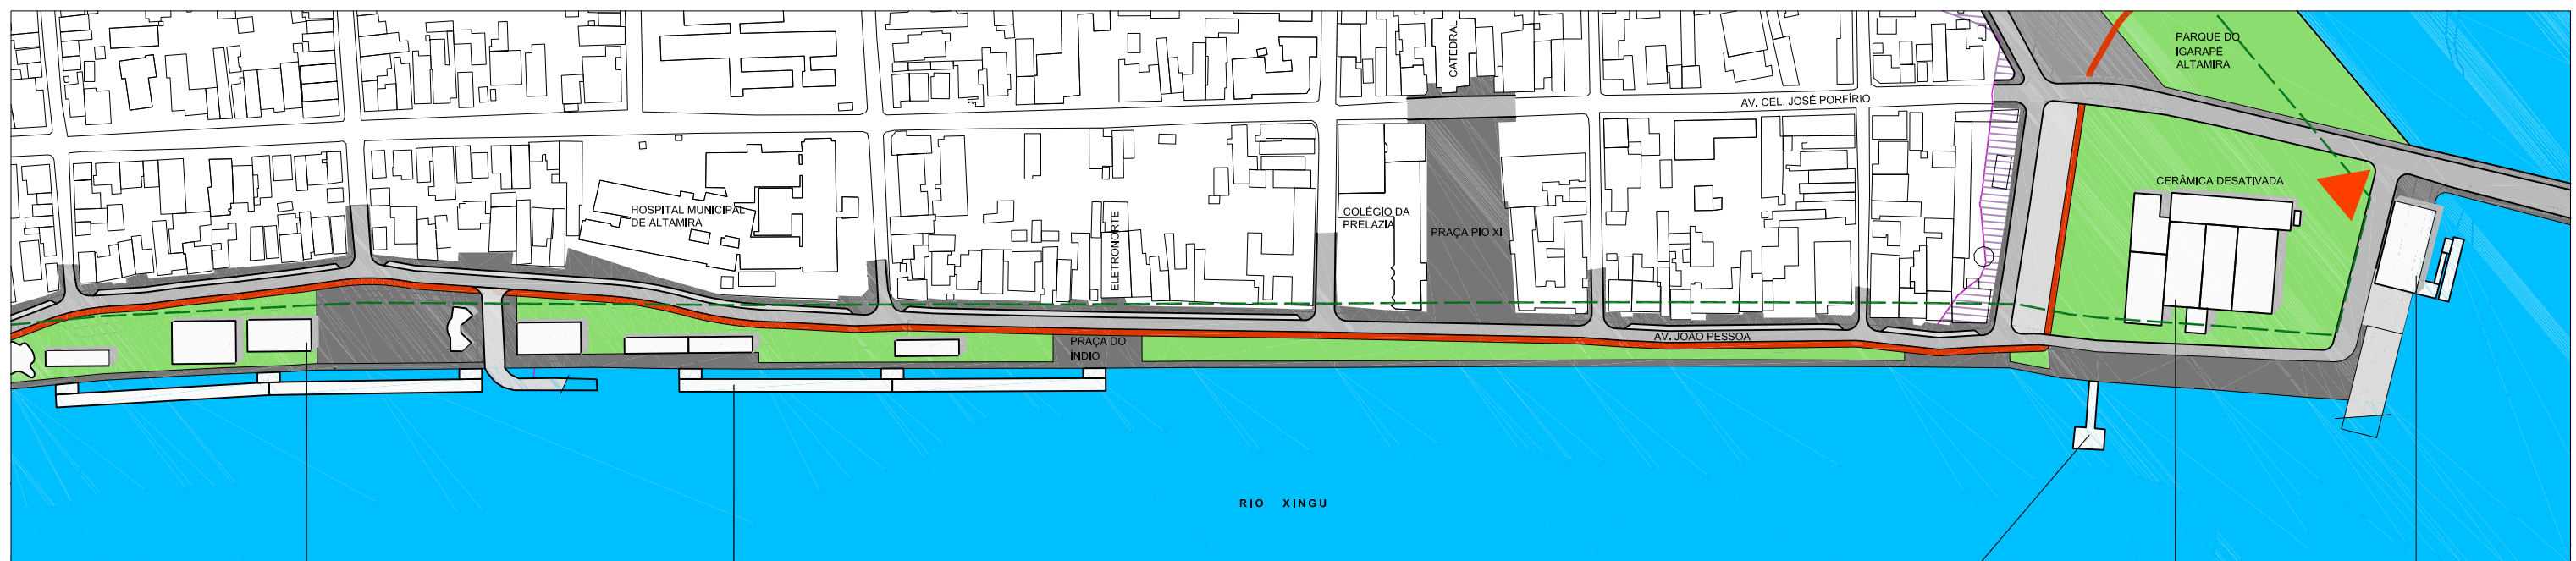 CATEDRAL
PARQUE DO
IGARAPÉ
ALTAMIRA
AV. CEL. JOSÉ PORFÍRIO
CERÂMICA DESATIVADA
HOSPITAL MUNICIPAL
DE ALTAMIRA
ELETRONORTE
COLÉGIO DA
PRELAZIA
PRAÇA PIO XI
AV. JOÃO PESSOA
PRAÇA DO
ÍNDIO
RIO XINGU